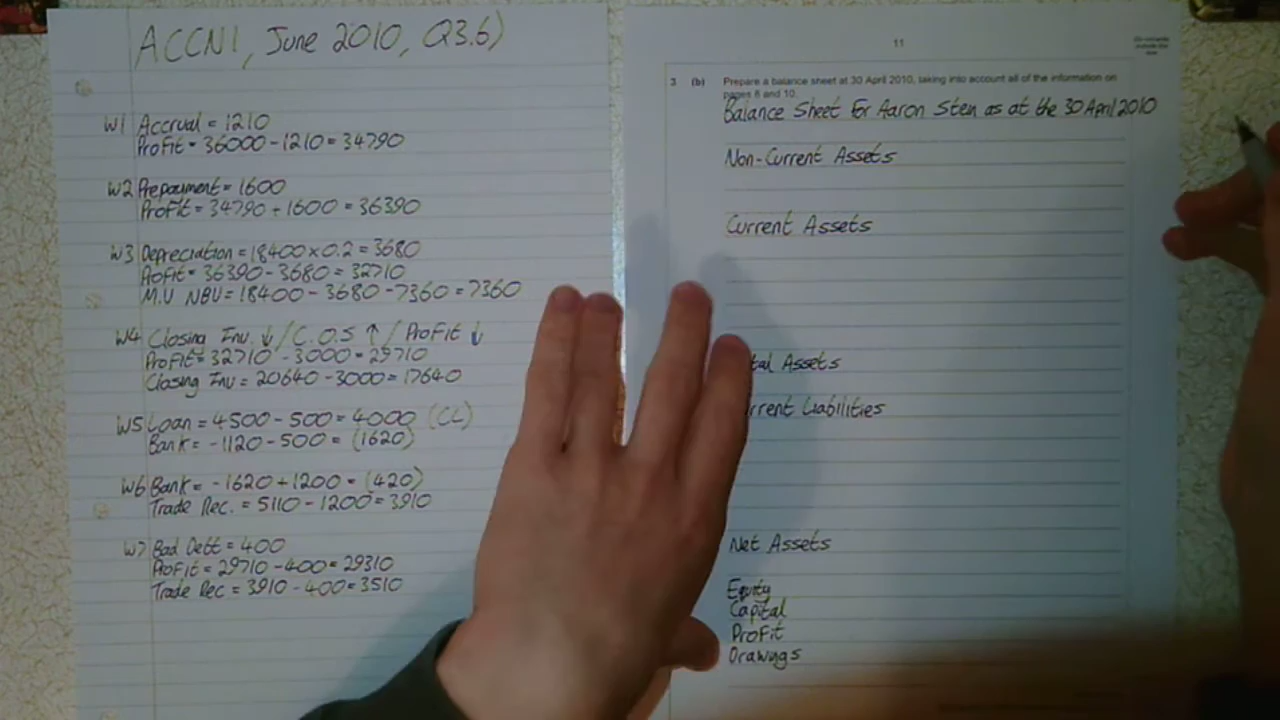 ACCN1, June 2010, Q3.b)
W1 Accrual = 1210
Profit = 36000 - 1210 = 34790
W2 Prepayment = 1600
Profit = 34790 + 1600 = 36390
W3 Depreciation = 18400 x 0.2 = 3680
Profit = 36390 - 3680 = 32710
M.V NBV = 18400 - 3680 - 7360 = 7360
W4 Closing Inv. ↓ / C.O.S ↑ / Profit ↓
Profit = 32710 - 3000 = 29710
Closing Inv = 20640 - 3000 = 17640
W5 Loan = 4500 - 500 = 4000 (CL)
Bank = -1120 - 500 = (1620)
W6 Bank = -1620 + 1200 = (420)
Trade Rec. = 5110 - 1200 = 3910
W7 Bad Debt = 400
Profit = 29710 - 400 = 29310
Trade Rec = 3910 - 400 = 3510
11
3 (b) Prepare a balance sheet at 30 April 2010, taking into account all of the information on
pages 8 and 10.
Balance Sheet for Aaron Sten as at the 30 April 2010
Non-Current Assets
Current Assets
tal Assets
rrent Liabilities
Net Assets
Equity
Capital
Profit
Drawings